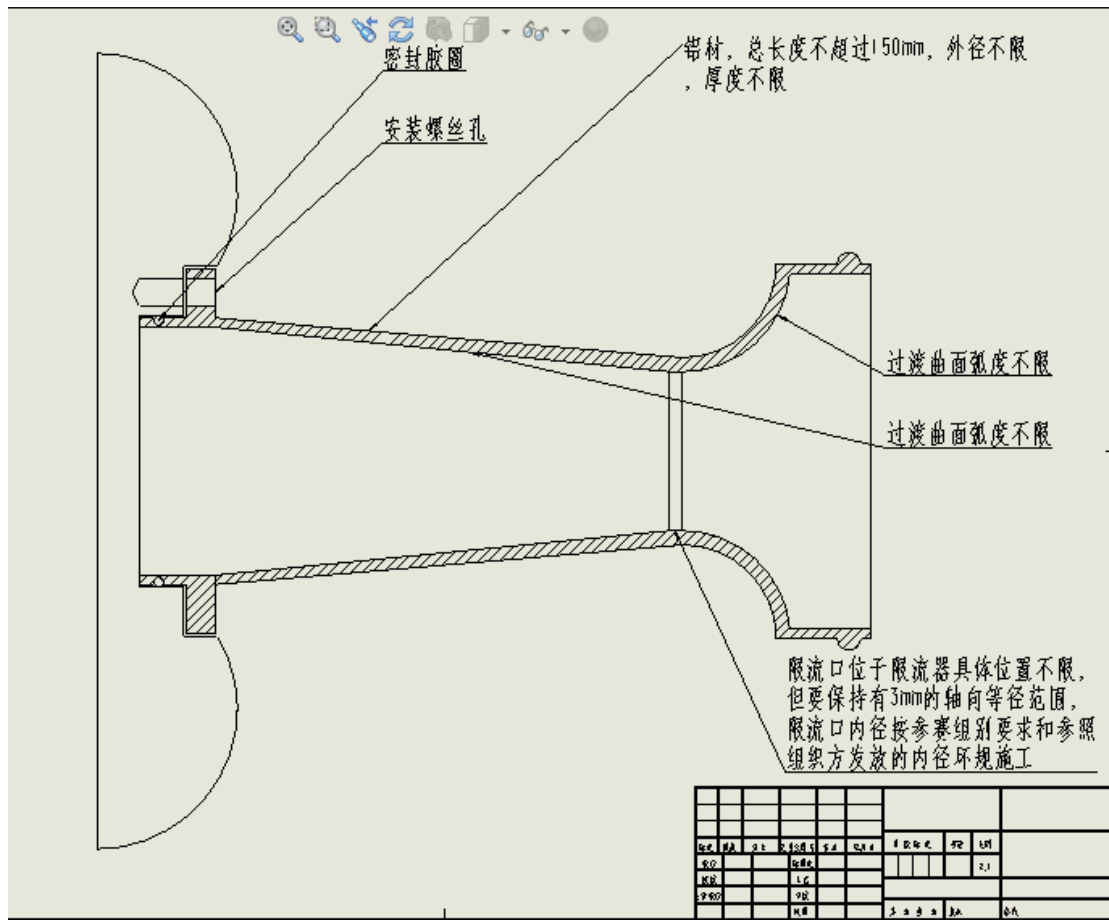 密封胶圈
铝材，总长度不超过150mm，外径不限
，厚度不限
安装螺丝孔
过渡曲面弧度不限
过渡曲面弧度不限
限流口位于限流器具体位置不限，
但要保持有3mm的轴向等径范围，
限流口内径按参赛组别要求和参照
组织方发放的内径环规施工